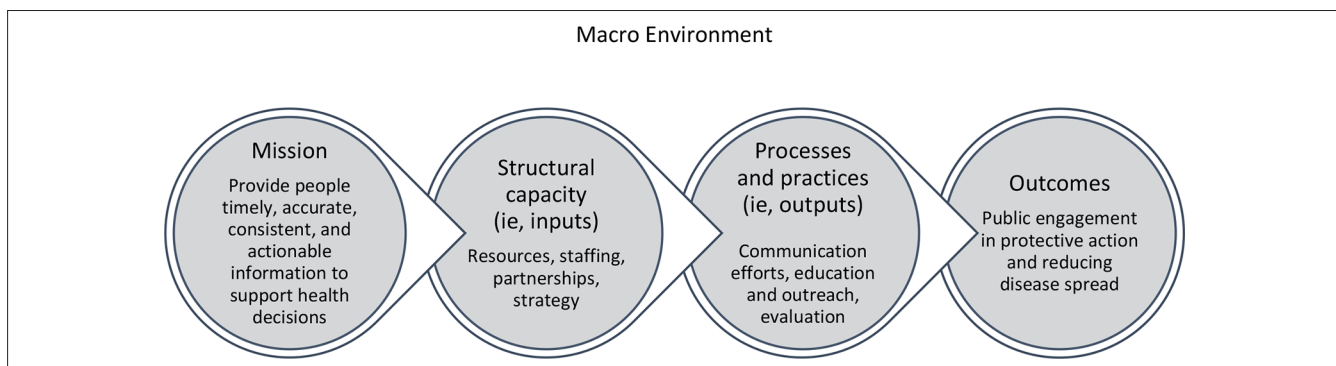 Macro Environment
Mission
Provide people
timely, accurate,
consistent, and
actionable
information to
support health
decisions
Structural
capacity
(ie, inputs)
Resources, staffing,
partnerships,
strategy
Processes
and practices
(ie, outputs)
Communication
efforts, education
and outreach,
evaluation
Outcomes
Public engagement
in protective action
and reducing
disease spread